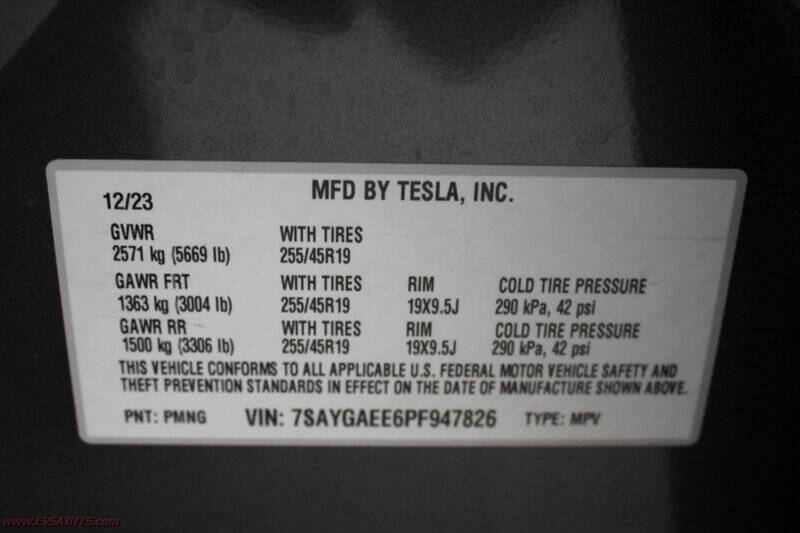 MFD BY TESLA, INC.
12/23
GVWR WITH TIRES
2571 kg (5669 lb) 255/45R19
GAWR FRT WITH TIRES RIM COLD TIRE PRESSURE
1363 kg (3004 lb) 255/45R19 19X9.5J 290 kPa, 42 psi
GAWR RR WITH TIRES RIM COLD TIRE PRESSURE
1500 kg (3306 lb) 255/45R19 19X9.5J 290 kPa, 42 psi
THIS VEHICLE CONFORMS TO ALL APPLICABLE U.S. FEDERAL MOTOR VEHICLE SAFETY AND
THEFT PREVENTION STANDARDS IN EFFECT ON THE DATE OF MANUFACTURE SHOWN ABOVE.
PNT: PMNG VIN: 7SAYGAEE6PF947826 TYPE: MPV
www.EVSAINTS.com